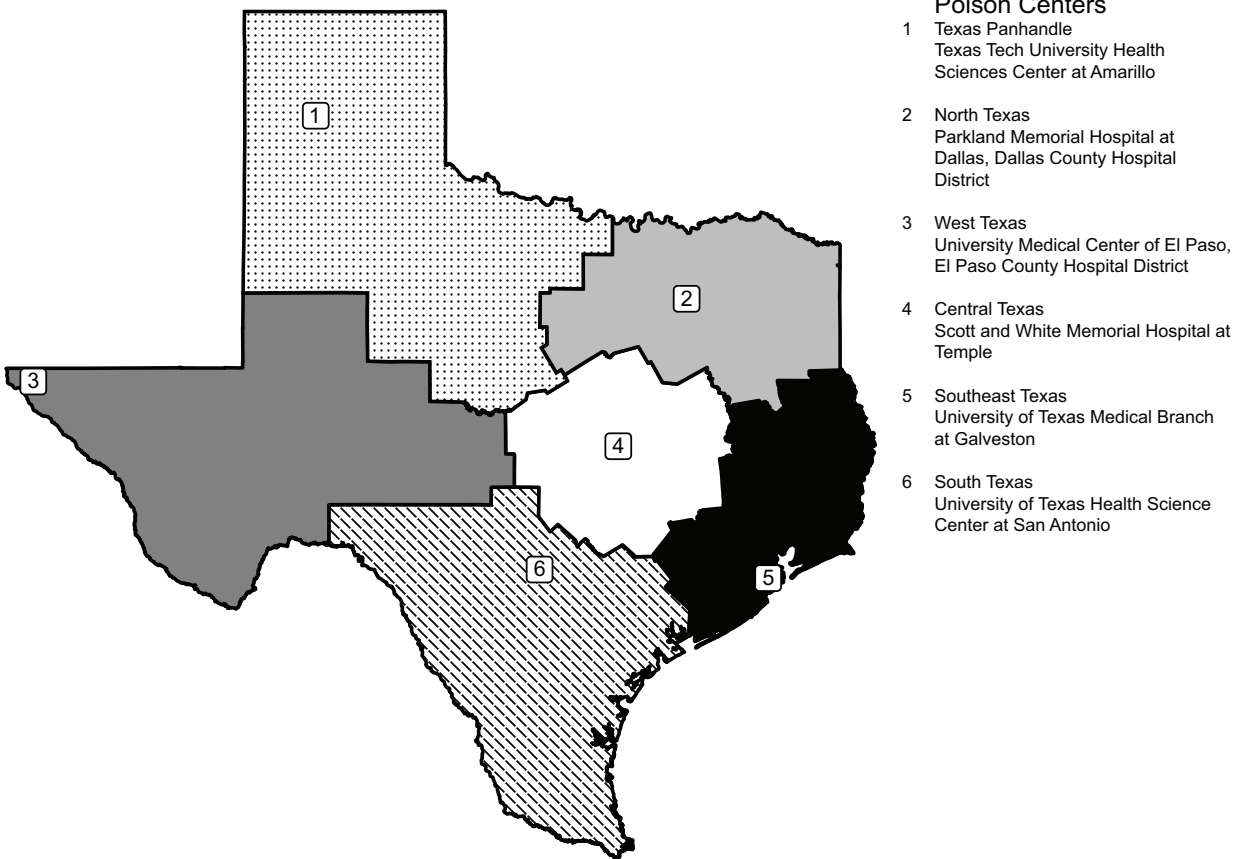 Poison Centers
1 Texas Panhandle
Texas Tech University Health
Sciences Center at Amarillo
2 North Texas
Parkland Memorial Hospital at
Dallas, Dallas County Hospital
District
3 West Texas
University Medical Center of El Paso,
El Paso County Hospital District
4 Central Texas
Scott and White Memorial Hospital at
Temple
5 Southeast Texas
University of Texas Medical Branch
at Galveston
6 South Texas
University of Texas Health Science
Center at San Antonio
1
2
3
4
5
6